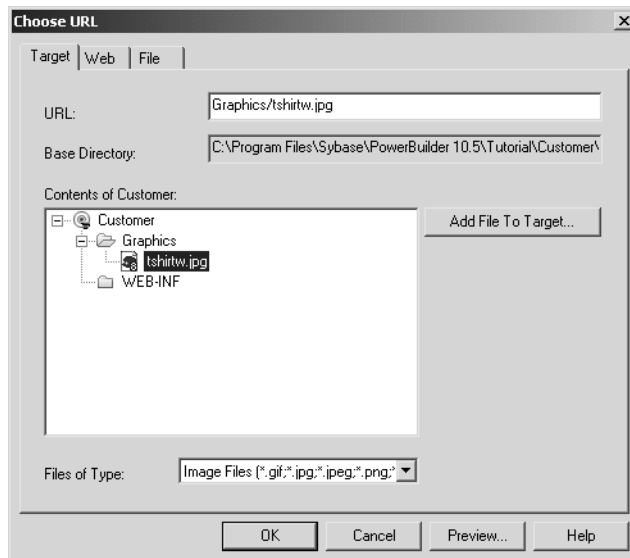 Choose URL
Target Web File
URL: Graphics/tshirtw.jpg
Base Directory: C:\Program Files\Sybase\PowerBuilder 10.5\Tutorial\Customer\
Contents of Customer:
Customer
Add File To Target...
Graphics
tshirtw.jpg
WEB-INF
Files of Type: Image Files (*.gif;*.jpg;*.jpeg;*.png;*
OK Cancel Preview... Help